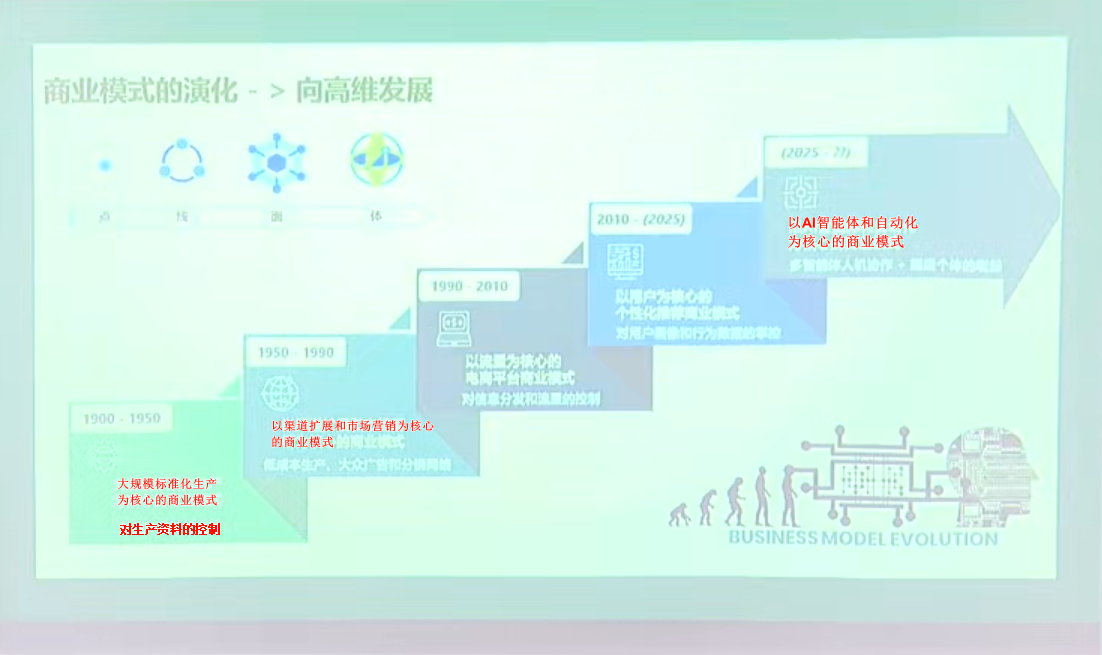 商业模式的演化 - > 向高维发展
点
线
面
体
1900 - 1950
大规模标准化生产
为核心的商业模式
对生产资料的控制
1950 - 1990
以渠道扩展和市场营销为核心
的商业模式
低成本生产、大众广告和分销网络
1990 - 2010
以流量为核心的
电商平台商业模式
对信息分发和流量的控制
2010 - (2025)
以用户为核心的
个性化推荐商业模式
对用户画像和行为数据的掌控
(2025 - ??)
以AI智能体和自动化
为核心的商业模式
多智能体人机协作 + 超级个体的崛起
BUSINESS MODEL EVOLUTION